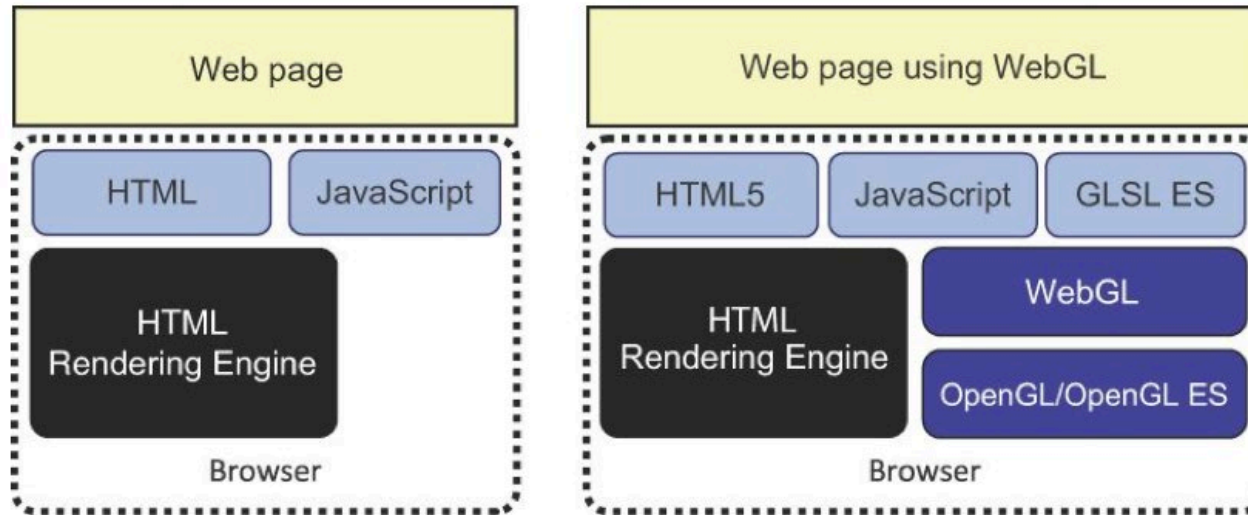 Web page
HTML
JavaScript
HTML
Rendering Engine
Browser
Web page using WebGL
HTML5
JavaScript
GLSL ES
HTML
Rendering Engine
WebGL
OpenGL/OpenGL ES
Browser